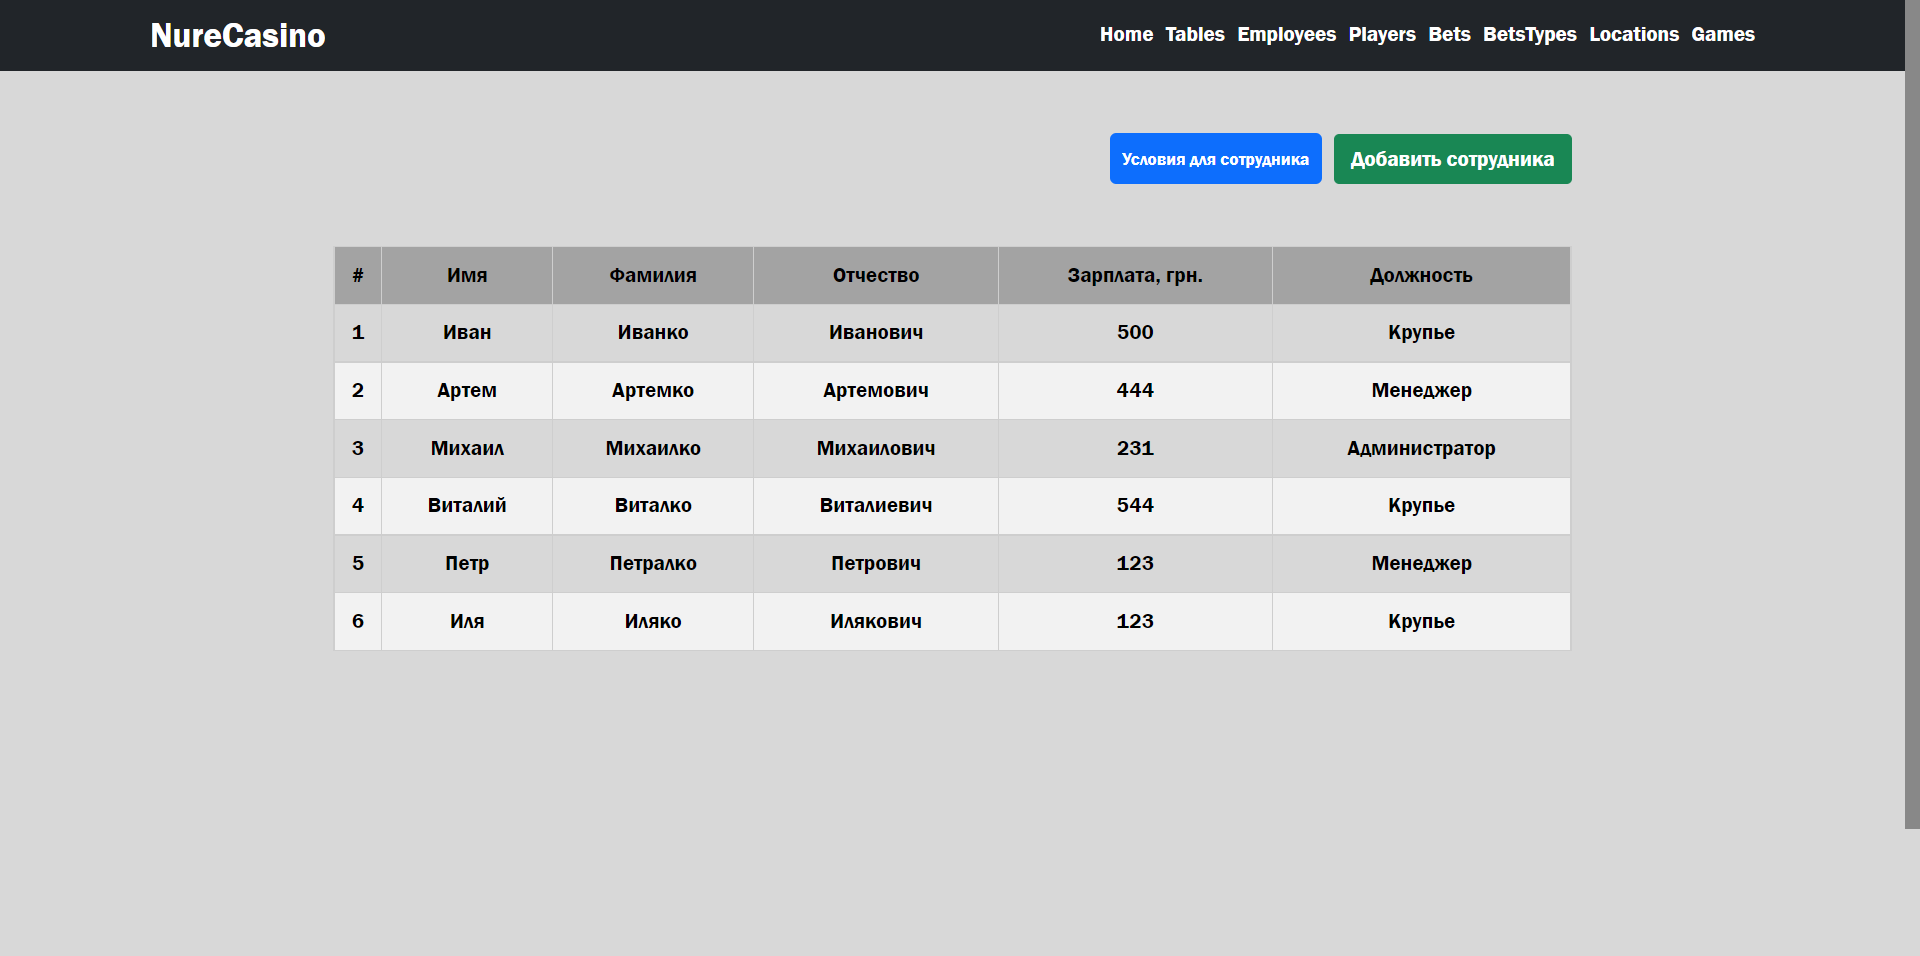 NureCasino Home Tables Employees Players Bets BetsTypes Locations Games
Условия для сотрудника Добавить сотрудника
# Имя Фамилия Отчество Зарплата, грн. Должность
1 Иван Иванко Иванович 500 Крупье
2 Артем Артемко Артемович 444 Менеджер
3 Михаил Михаилко Михаилович 231 Администратор
4 Виталий Виталко Виталиевич 544 Крупье
5 Петр Петралко Петрович 123 Менеджер
6 Иля Иляко Илякович 123 Крупье